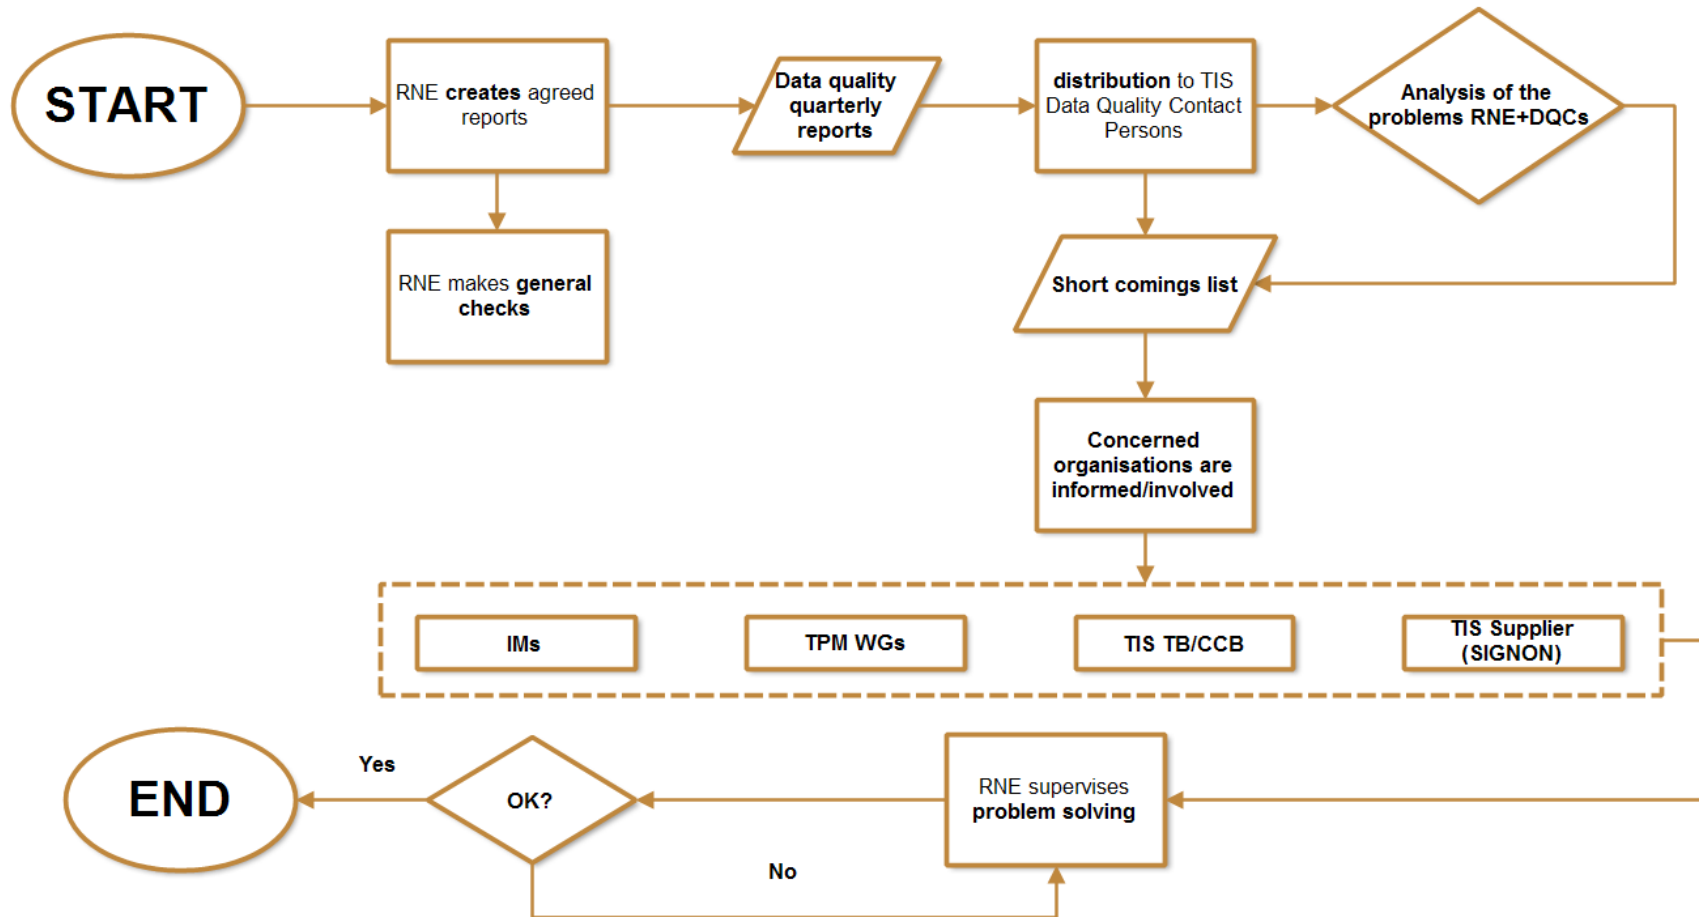 START
RNE creates agreed
reports
Data quality
quarterly
reports
distribution to TIS
Data Quality Contact
Persons
Analysis of the
problems RNE+DQCs
RNE makes general
checks
Short comings list
Concerned
organisations are
informed/involved
IMs
TPM WGs
TIS TB/CCB
TIS Supplier
(SIGNON)
END
Yes
OK?
No
RNE supervises
problem solving